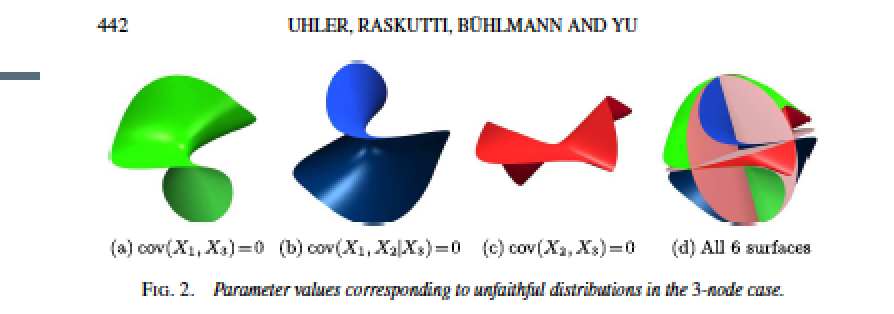 442
UHLER, RASKUTTI, BÜHLMANN AND YU
(a) cov(X₁, X₃)=0 (b) cov(X₁, X₂|X₃)=0 (c) cov(X₂, X₃)=0 (d) All 6 surfaces
FIG. 2. Parameter values corresponding to unfaithful distributions in the 3-node case.